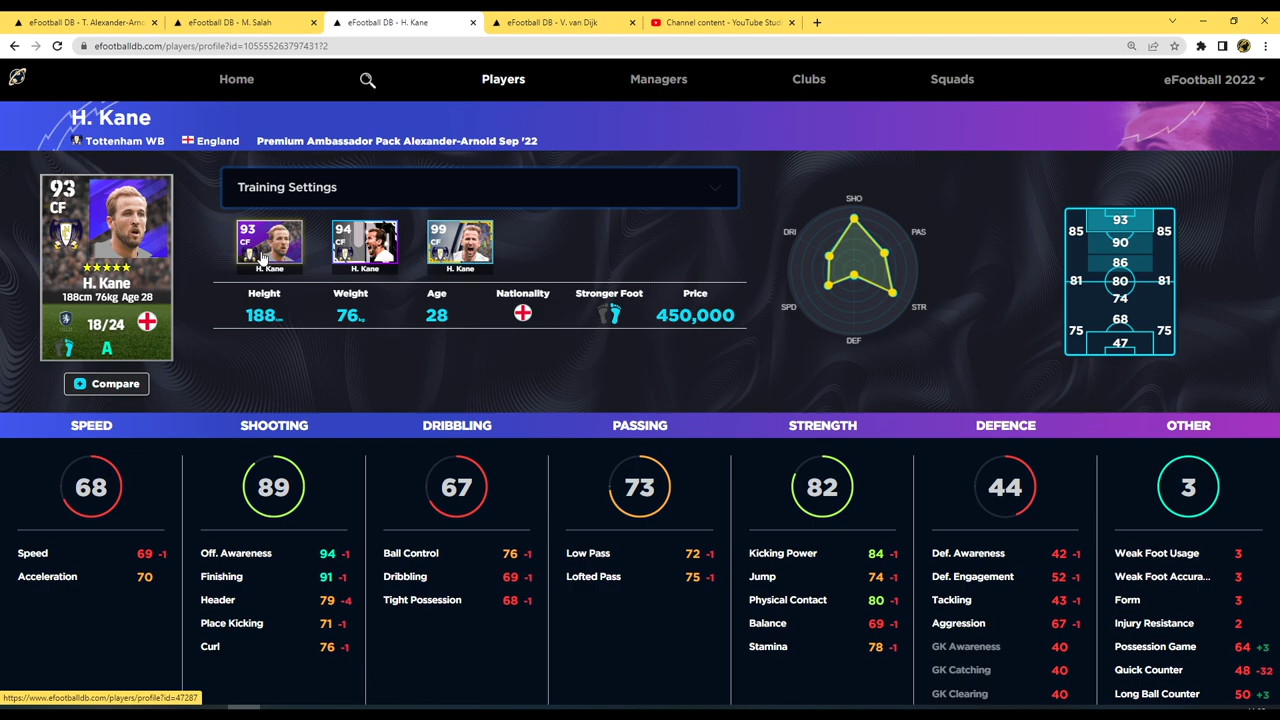 eFootball DB - T. Alexander-Arno
eFootball DB - M. Salah
eFootball DB - H. Kane
eFootball DB - V. van Dijk
Channel content - YouTube Stud
efootballdb.com/players/profile?id=10555526379743​1?2
Home
Players
Managers
Clubs
Squads
eFootball 2022
H. Kane
Tottenham WB
England
Premium Ambassador Pack Alexander-Arnold Sep '22
93
CF
H. Kane
188cm 76kg Age 28
18/24
A
Compare
Training Settings
93
CF
H. Kane
94
CF
H. Kane
99
CF
H. Kane
Height
Weight
Age
Nationality
Stronger Foot
Price
188cm
76kg
28
450,000
SHO
DRI
PAS
SPD
STR
DEF
93
85
90
85
86
81
80
81
74
68
75
75
47
SPEED
SHOOTING
DRIBBLING
PASSING
STRENGTH
DEFENCE
OTHER
68
89
67
73
82
44
3
Speed 69 -1
Acceleration 70
Off. Awareness 94 -1
Finishing 91 -1
Header 79 -4
Place Kicking 71 -1
Curl 76 -1
Ball Control 76 -1
Dribbling 69 -1
Tight Possession 68 -1
Low Pass 72 -1
Lofted Pass 75 -1
Kicking Power 84 -1
Jump 74 -1
Physical Contact 80 -1
Balance 69 -1
Stamina 78 -1
Def. Awareness 42 -1
Def. Engagement 52 -1
Tackling 43 -1
Aggression 67 -1
GK Awareness 40
GK Catching 40
GK Clearing 40
Weak Foot Usage 3
Weak Foot Accura... 3
Form 3
Injury Resistance 2
Possession Game 64 +3
Quick Counter 48 -32
Long Ball Counter 50 +3
https://www.efootballdb.com/players/profile?id=47287